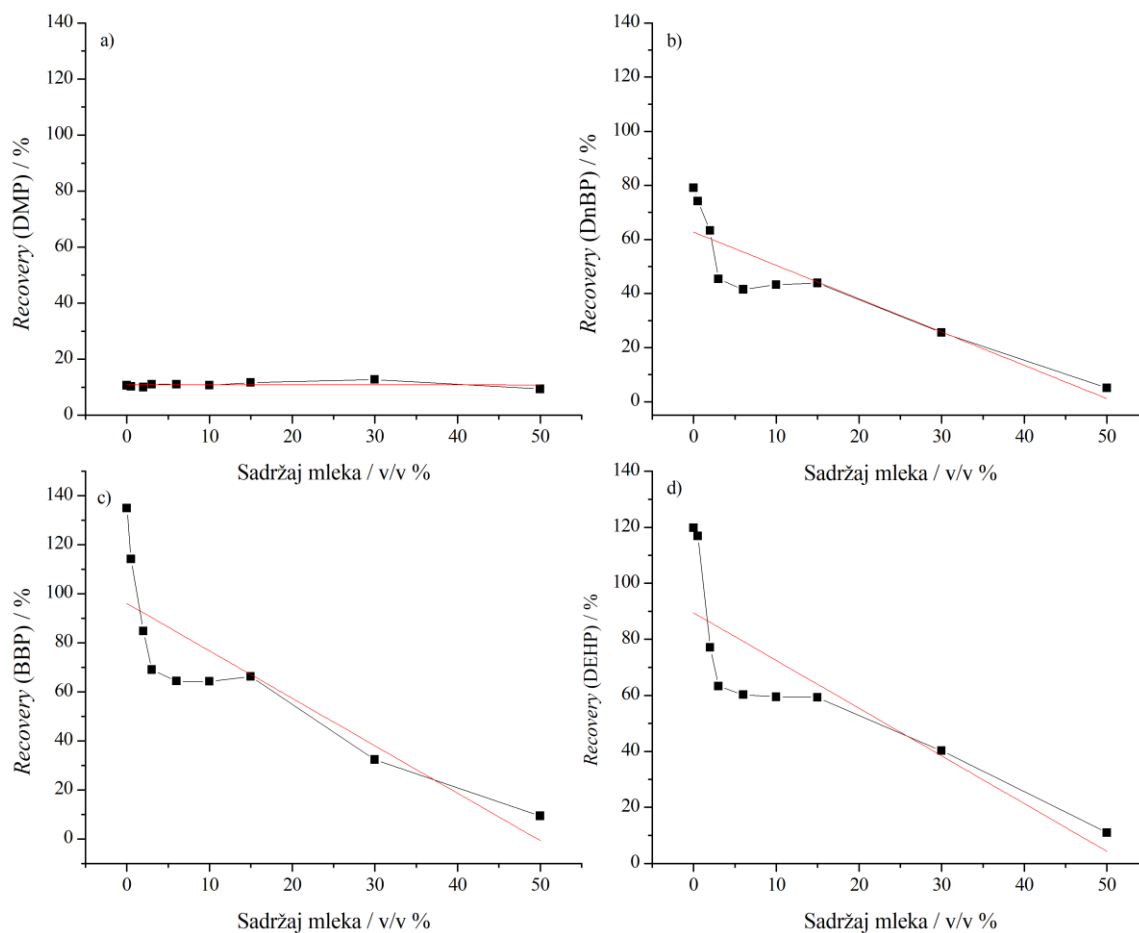 a)
140
120
100
80
60
40
20
0
Recovery (DMP) / %
0 10 20 30 40 50
Sadržaj mleka / v/v %
b)
140
120
100
80
60
40
20
0
Recovery (DnBP) / %
0 10 20 30 40 50
Sadržaj mleka / v/v %
c)
140
120
100
80
60
40
20
0
Recovery (BBP) / %
0 10 20 30 40 50
Sadržaj mleka / v/v %
d)
140
120
100
80
60
40
20
0
Recovery (DEHP) / %
0 10 20 30 40 50
Sadržaj mleka / v/v %